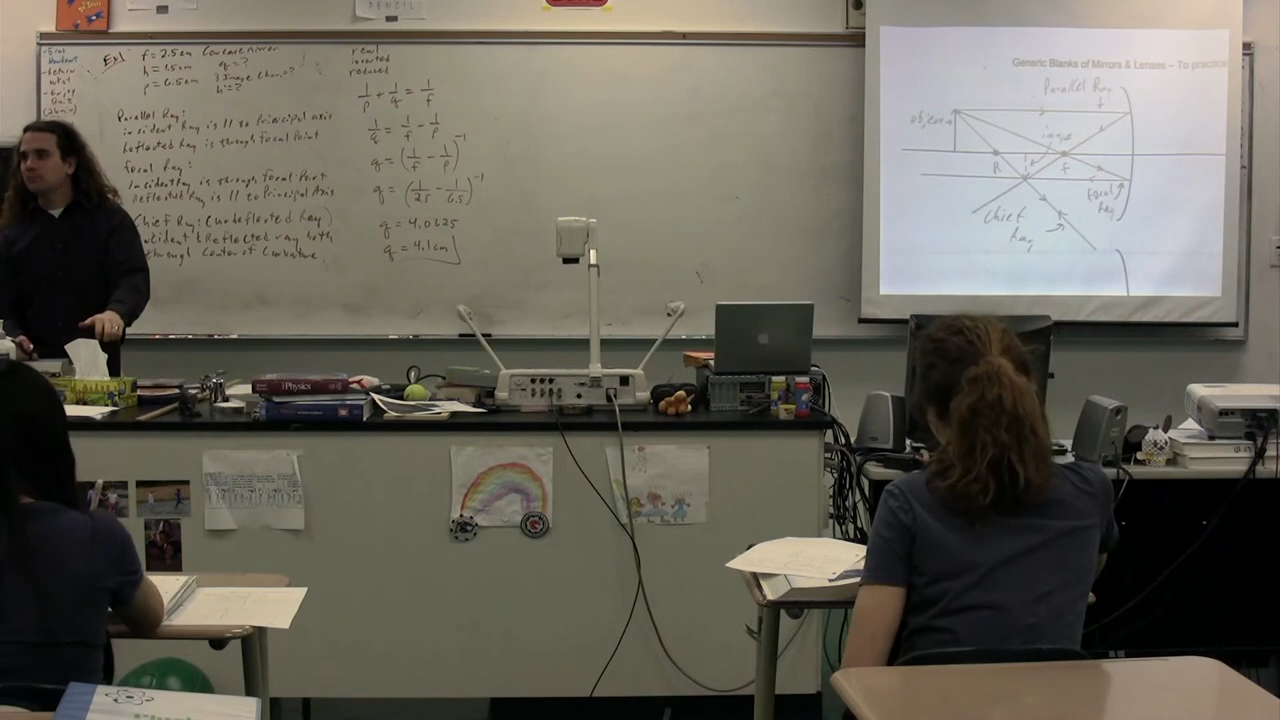 PENCIL
Ex1 f = 2.5cm Concave mirror
h = 1.5cm q = ?
p = 6.5cm 3 Image Char.?
h' = ?
Parallel Ray:
incident Ray is || to Principal axis
Reflected Ray is through focal Point
focal Ray:
incident Ray is through Focal Point
Reflected Ray is || to Principal Axis
Chief Ray: (undeflected Ray)
incident & Reflected ray both
through Center of Curvature.
real
inverted
reduced
1/p + 1/q = 1/f
1/q = 1/f - 1/p
q = (1/f - 1/p)^-1
q = (1/2.5 - 1/6.5)^-1
q = 4.0625
q = 4.1cm
Generic Blanks of Mirrors & Lenses – To practice
Parallel Ray
object
image
R
f
Focal
Ray
Chief
Ray
Physics